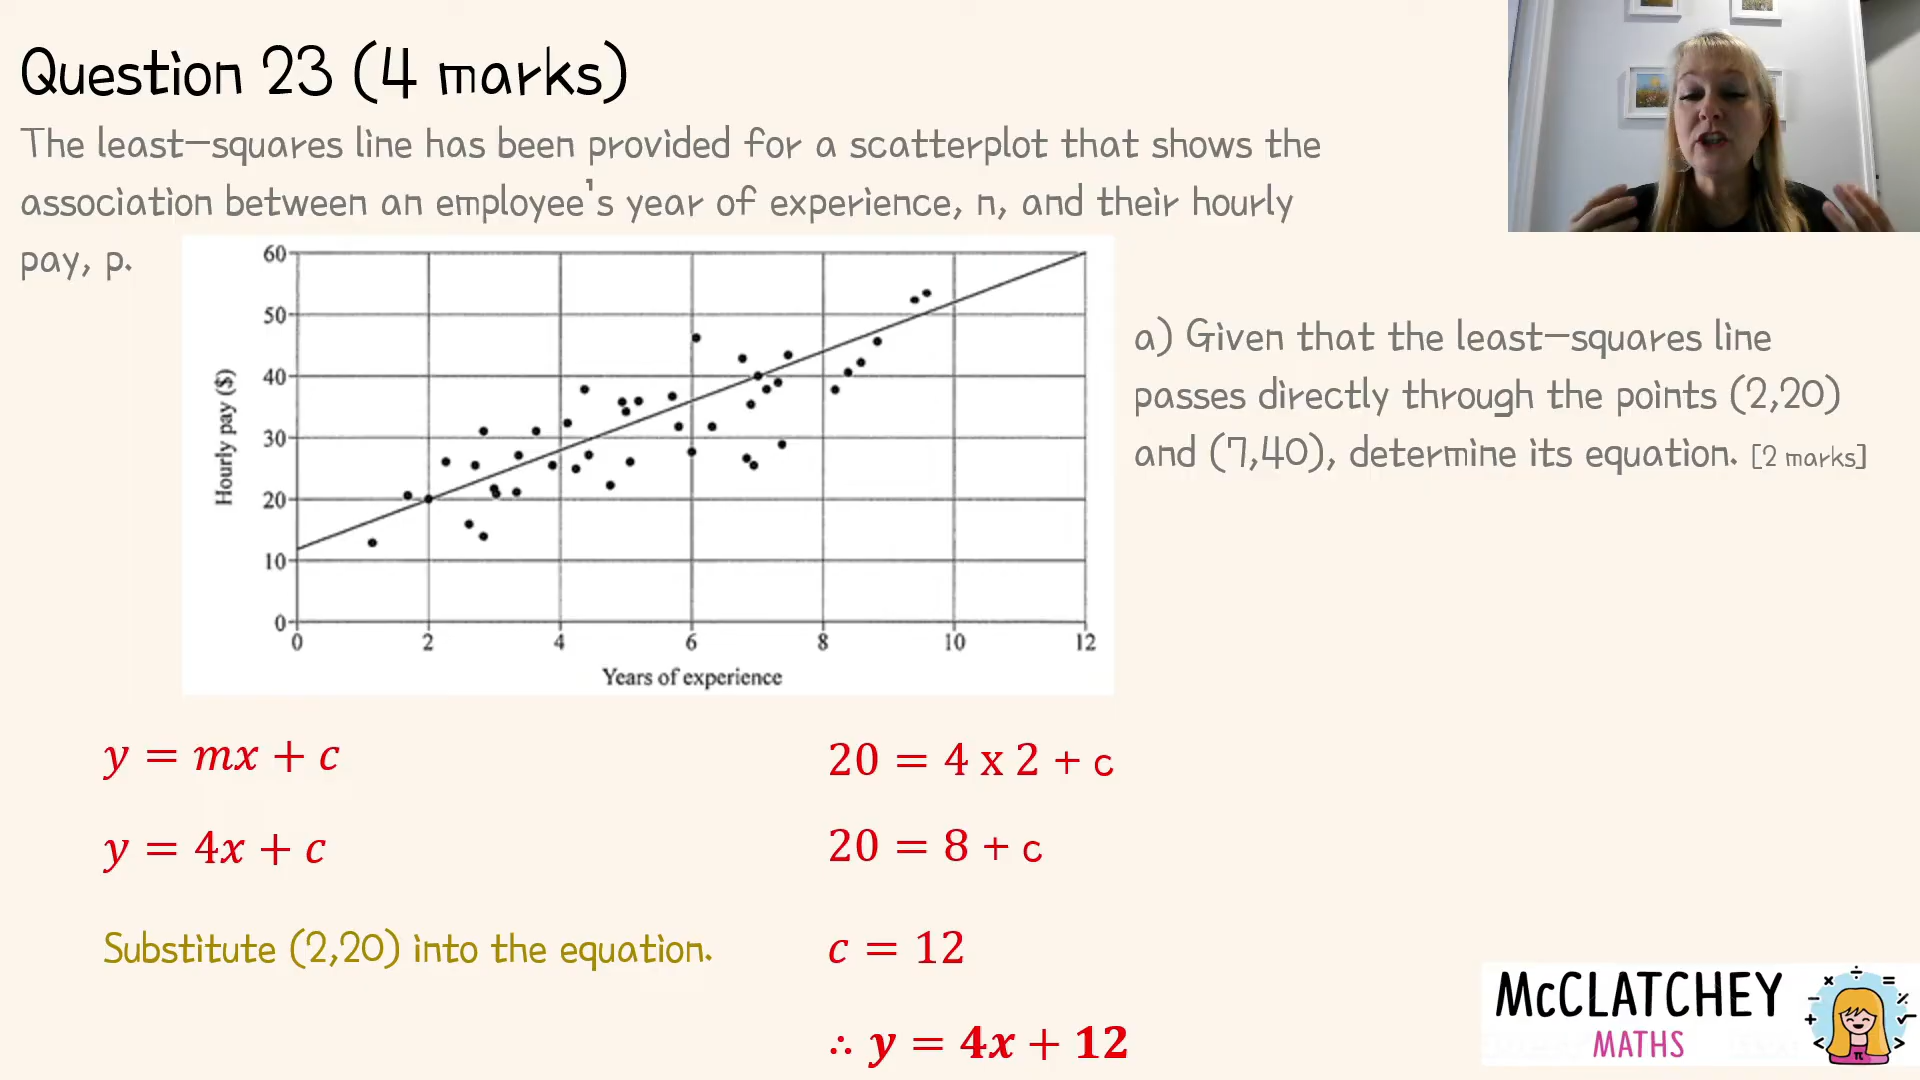 Question 23 (4 marks)
The least-squares line has been provided for a scatterplot that shows the
association between an employee's year of experience, n, and their hourly
pay, p.
60
50
40
30
20
10
0
Hourly pay ($)
0 2 4 6 8 10 12
Years of experience
a) Given that the least-squares line
passes directly through the points (2,20)
and (7,40), determine its equation. [2 marks]
y = mx + c
y = 4x + c
Substitute (2,20) into the equation.
20 = 4 x 2 + c
20 = 8 + c
c = 12
∴ y = 4x + 12
McCLATCHEY
MATHS